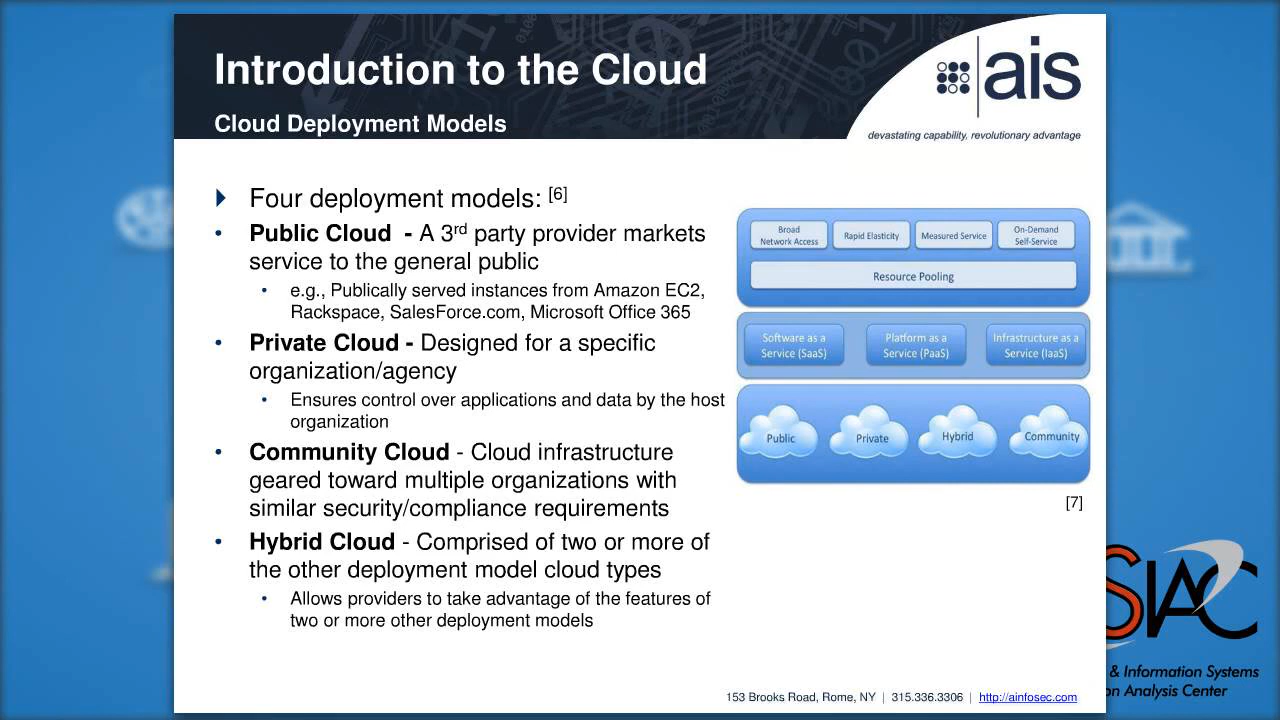 Introduction to the Cloud
Cloud Deployment Models
ais
devastating capability, revolutionary advantage
Four deployment models: [6]
• Public Cloud - A 3rd party provider markets
service to the general public
• e.g., Publically served instances from Amazon EC2,
Rackspace, SalesForce.com, Microsoft Office 365
• Private Cloud - Designed for a specific
organization/agency
• Ensures control over applications and data by the host
organization
• Community Cloud - Cloud infrastructure
geared toward multiple organizations with
similar security/compliance requirements
• Hybrid Cloud - Comprised of two or more of
the other deployment model cloud types
• Allows providers to take advantage of the features of
two or more other deployment models
Broad
Network Access
Rapid Elasticity
Measured Service
On-Demand
Self-Service
Resource Pooling
Software as a
Service (SaaS)
Platform as a
Service (PaaS)
Infrastructure as a
Service (IaaS)
Public
Private
Hybrid
Community
[7]
SIAC
& Information Systems
on Analysis Center
153 Brooks Road, Rome, NY | 315.336.3306 | http://ainfosec.com